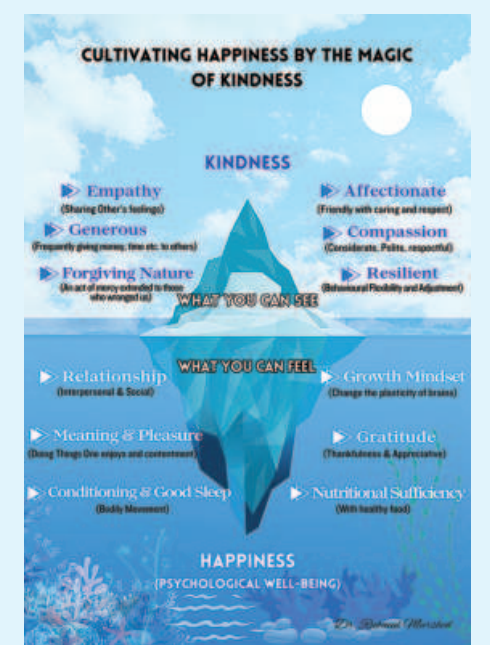 CULTIVATING HAPPINESS BY THE MAGIC
OF KINDNESS
KINDNESS
Empathy
(Sharing Other's feelings)
Generous
(Frequently giving money, time etc. to others)
Forgiving Nature
(An act of mercy extended to those
who wronged us)
Affectionate
(Friendly with caring and respect)
Compassion
(Considerate, Polite, respectful)
Resilient
(Behavioural Flexibility and Adjustment)
WHAT YOU CAN SEE
WHAT YOU CAN FEEL
Relationship
(Interpersonal & Social)
Meaning & Pleasure
(Doing Things One enjoys and contentment)
Conditioning & Good Sleep
(Bodily Movement)
Growth Mindset
(Change the plasticity of brains)
Gratitude
(Thankfulness & Appreciative)
Nutritional Sufficiency
(With healthy food)
HAPPINESS
(PSYCHOLOGICAL WELL-BEING)
Dr.